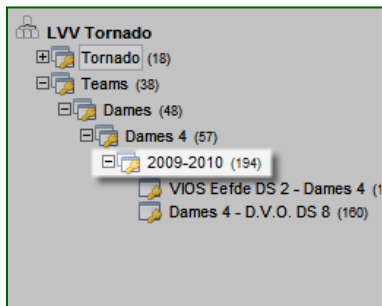 LVV Tornado
Tornado (18)
Teams (38)
Dames (48)
Dames 4 (57)
2009-2010 (194)
VIOS Eefde DS 2 - Dames 4 (1
Dames 4 - D.V.O. DS 8 (160)